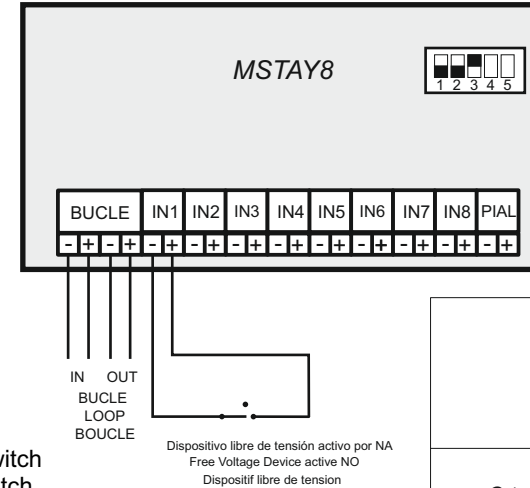 MSTAY8
1 2 3 4 5
BUCLE IN1 IN2 IN3 IN4 IN5 IN6 IN7 IN8 PIAL
- + - + - + - + - + - + - + - + - + - + - +
IN OUT
BUCLE
LOOP
BOUCLE
Dispositivo libre de tensión activo por NA
Free Voltage Device active NO
Dispositif libre de tension